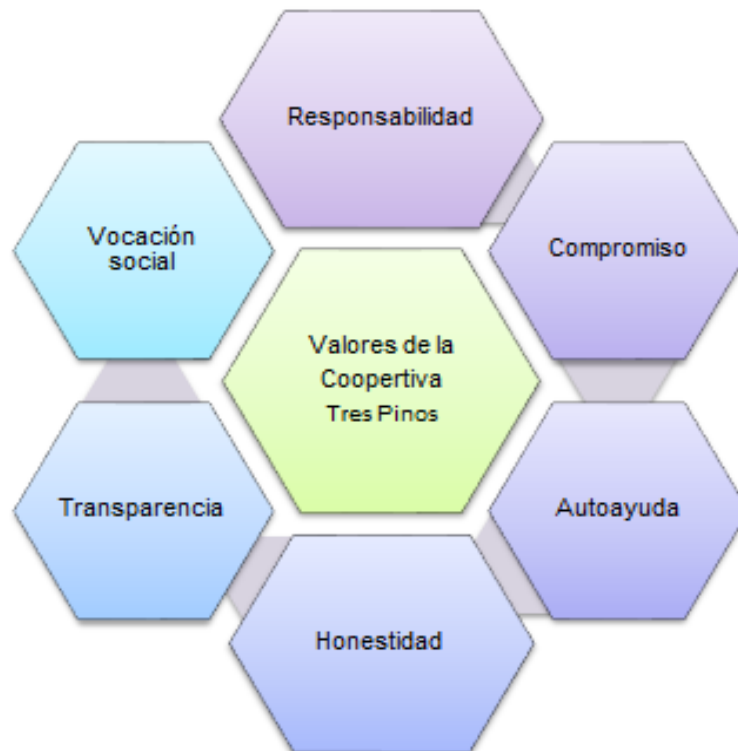 Responsabilidad
Compromiso
Autoayuda
Honestidad
Transparencia
Vocación
social
Valores de la
Coopertiva
Tres Pinos